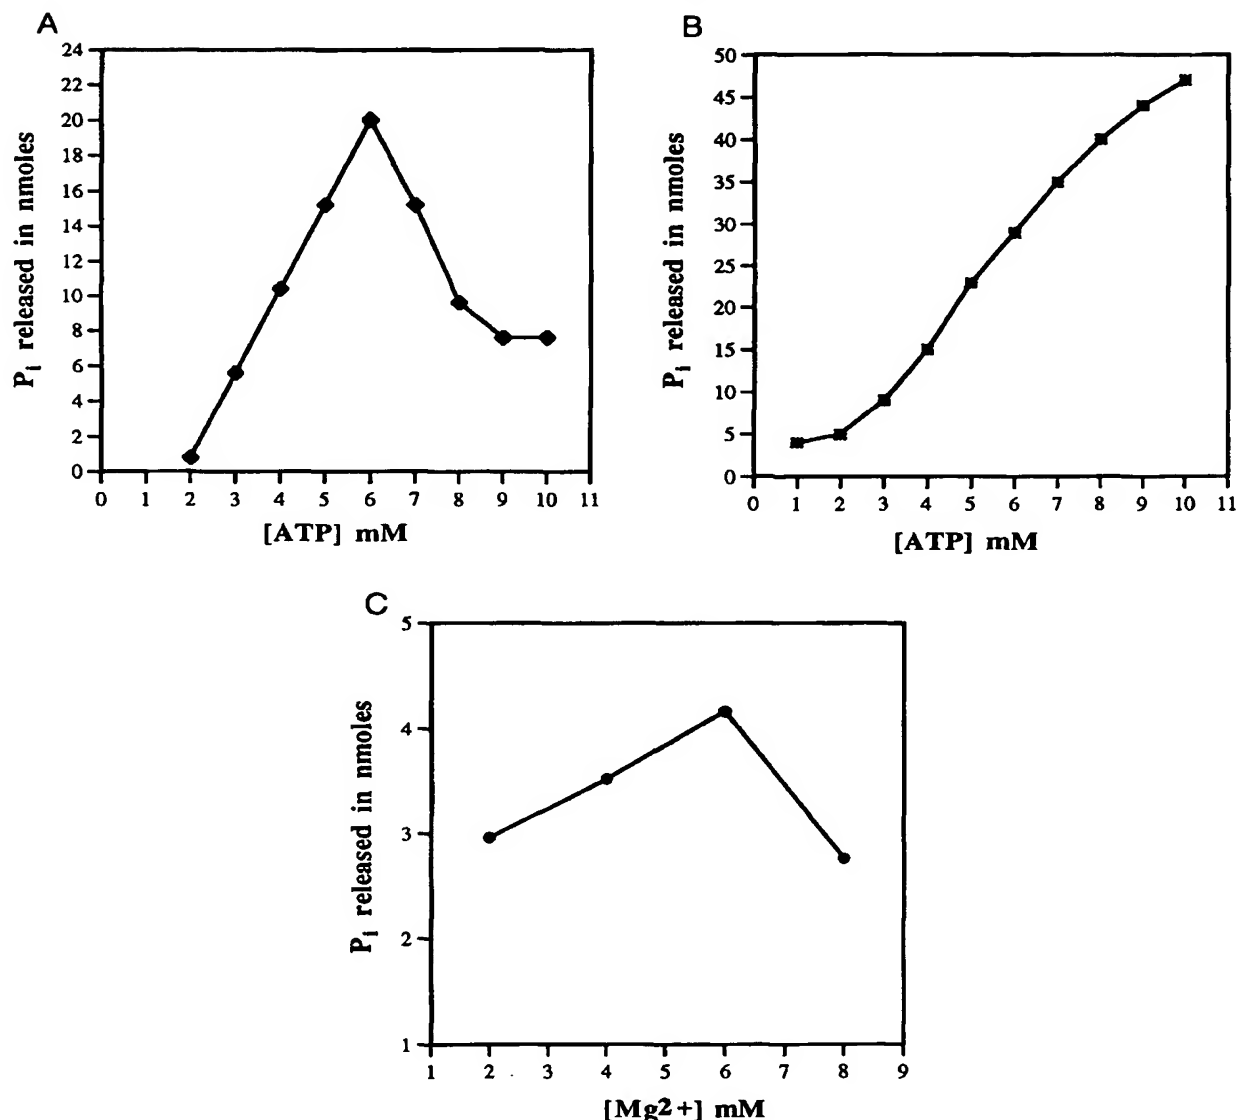 A
24
22
20
18
16
14
12
10
8
6
4
2
0
P_i released in nmoles
0 1 2 3 4 5 6 7 8 9 10 11
[ATP] mM
B
50
45
40
35
30
25
20
15
10
5
0
P_i released in nmoles
0 1 2 3 4 5 6 7 8 9 10 11
[ATP] mM
C
5
4
3
2
1
P_i released in nmoles
1 2 3 4 5 6 7 8 9
[Mg2+] mM